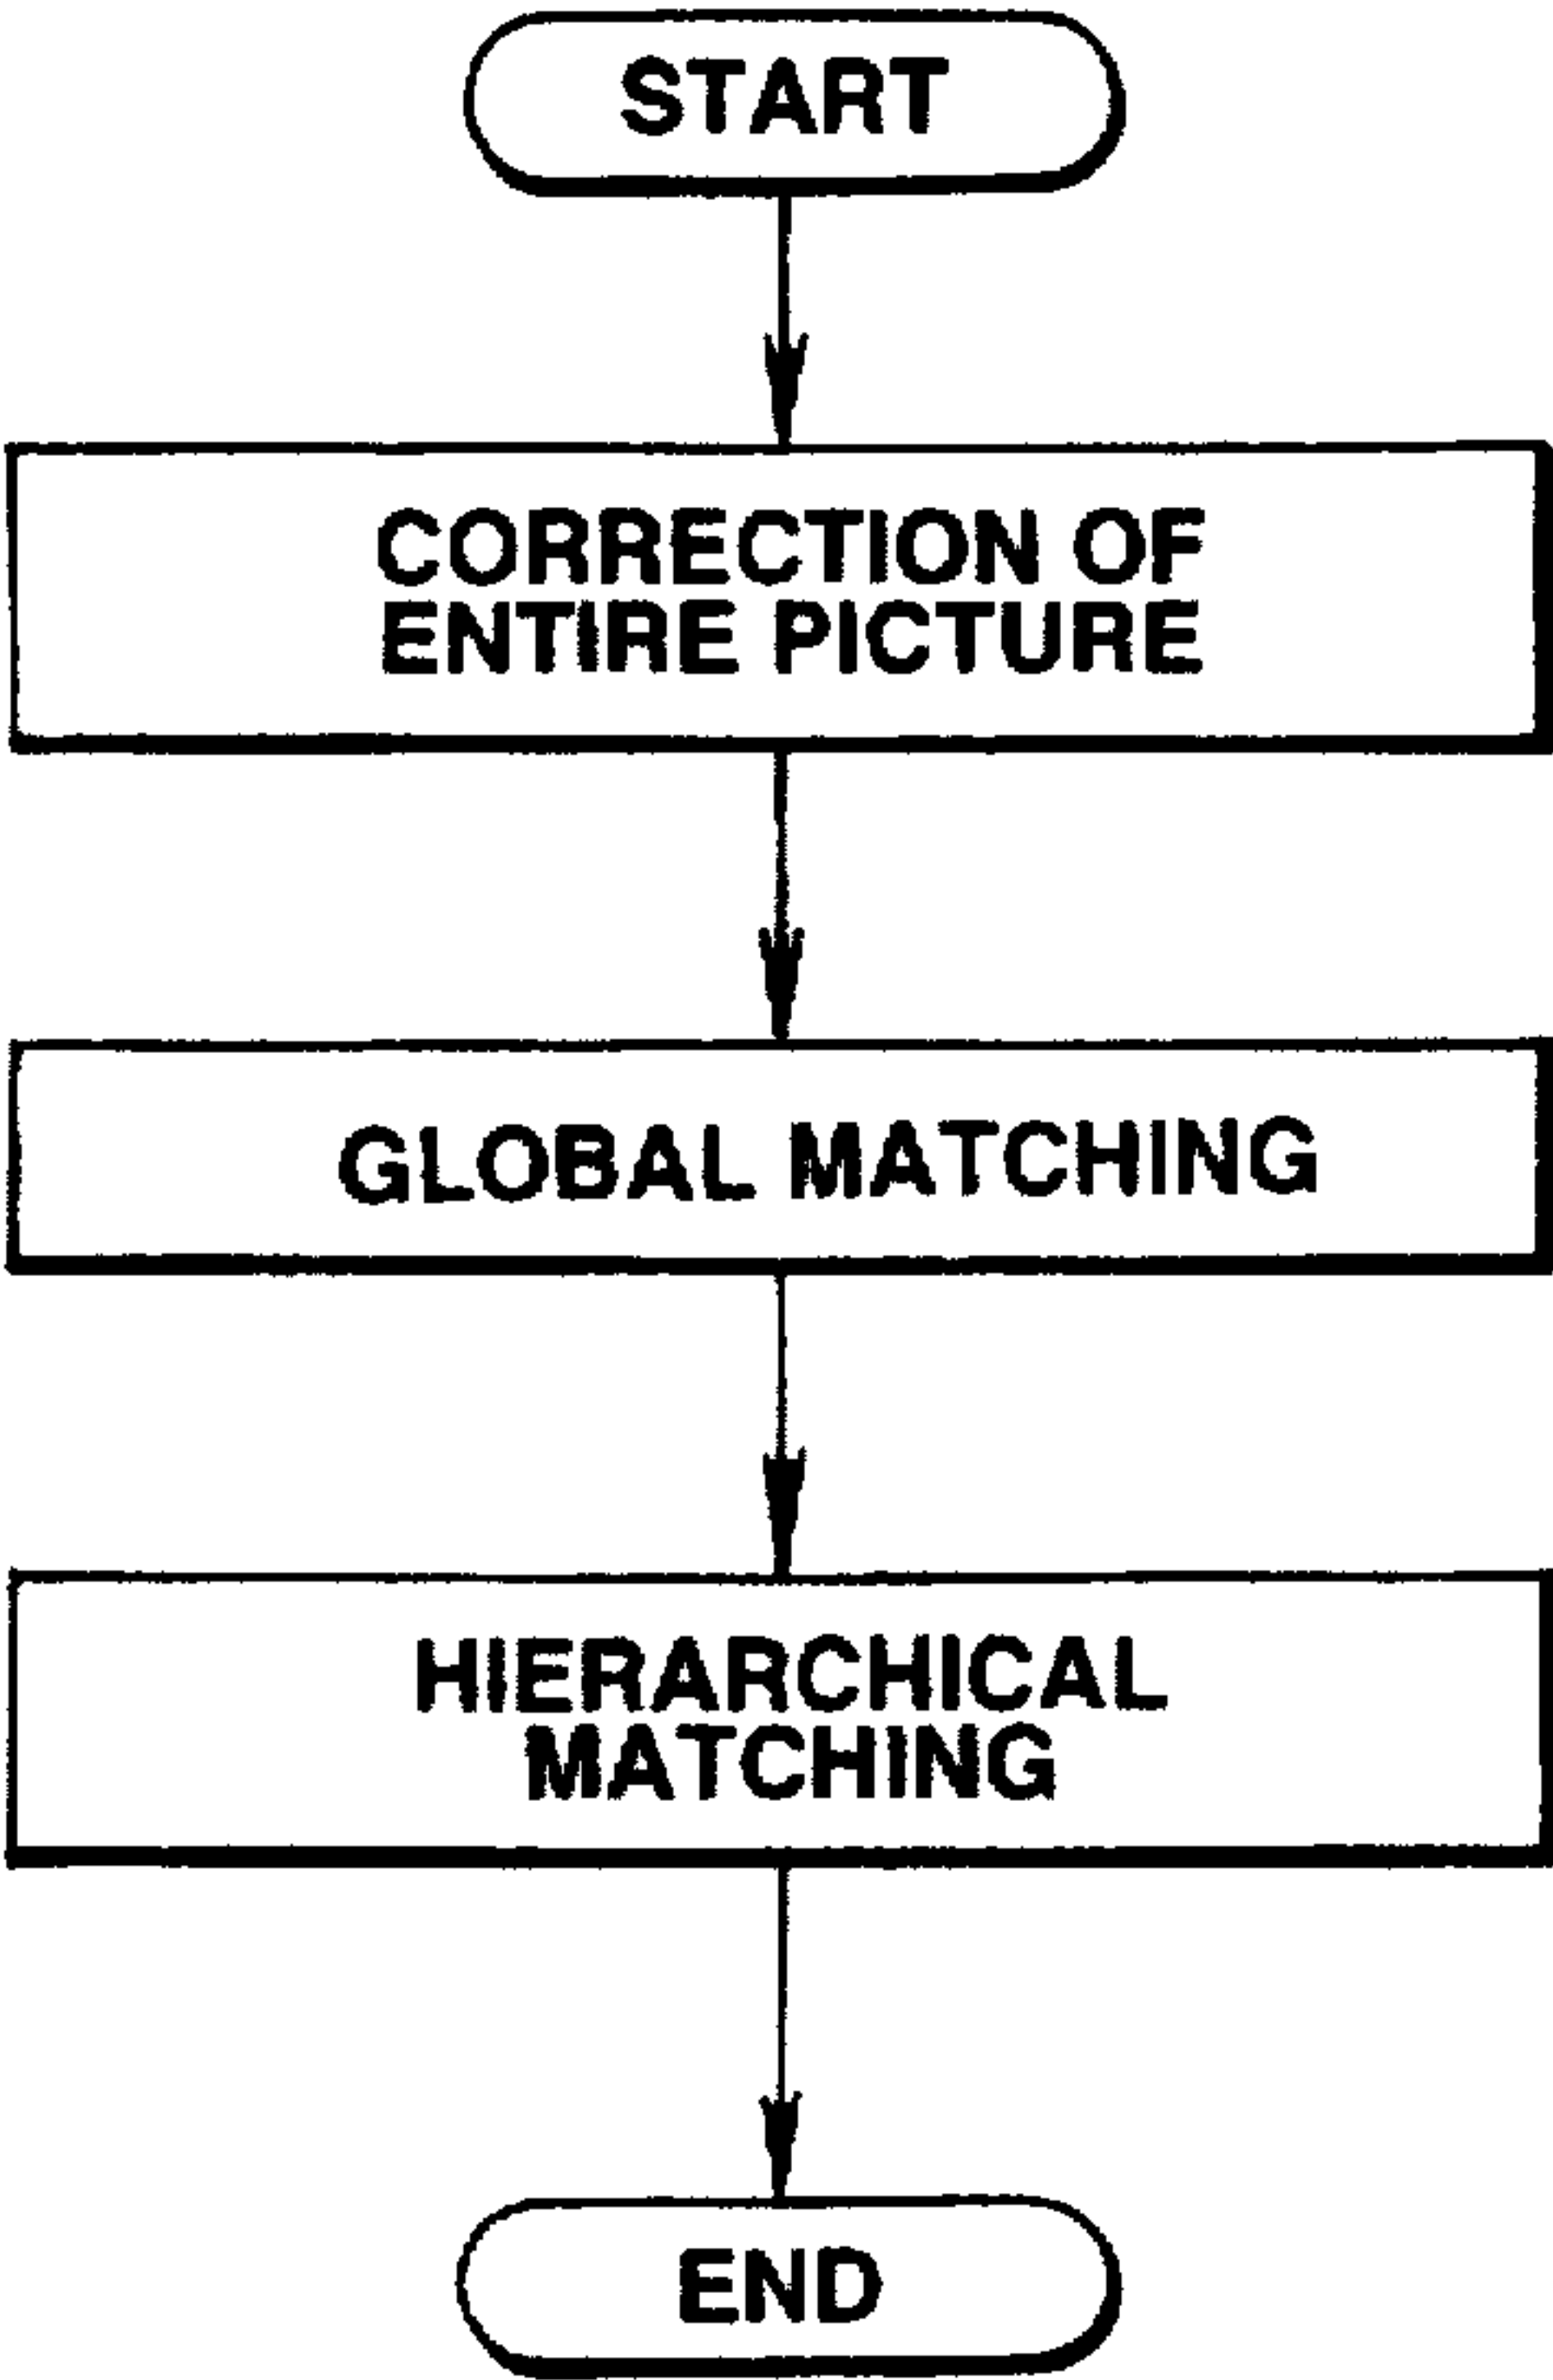 START
CORRECTION OF
ENTIRE PICTURE
GLOBAL MATCHING
HIERARCHICAL
MATCHING
END